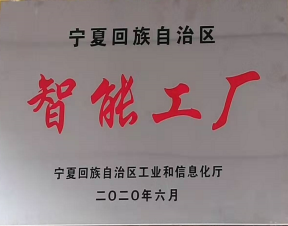 宁夏回族自治区
智能工厂
宁夏回族自治区工业和信息化厅
二〇二〇年六月